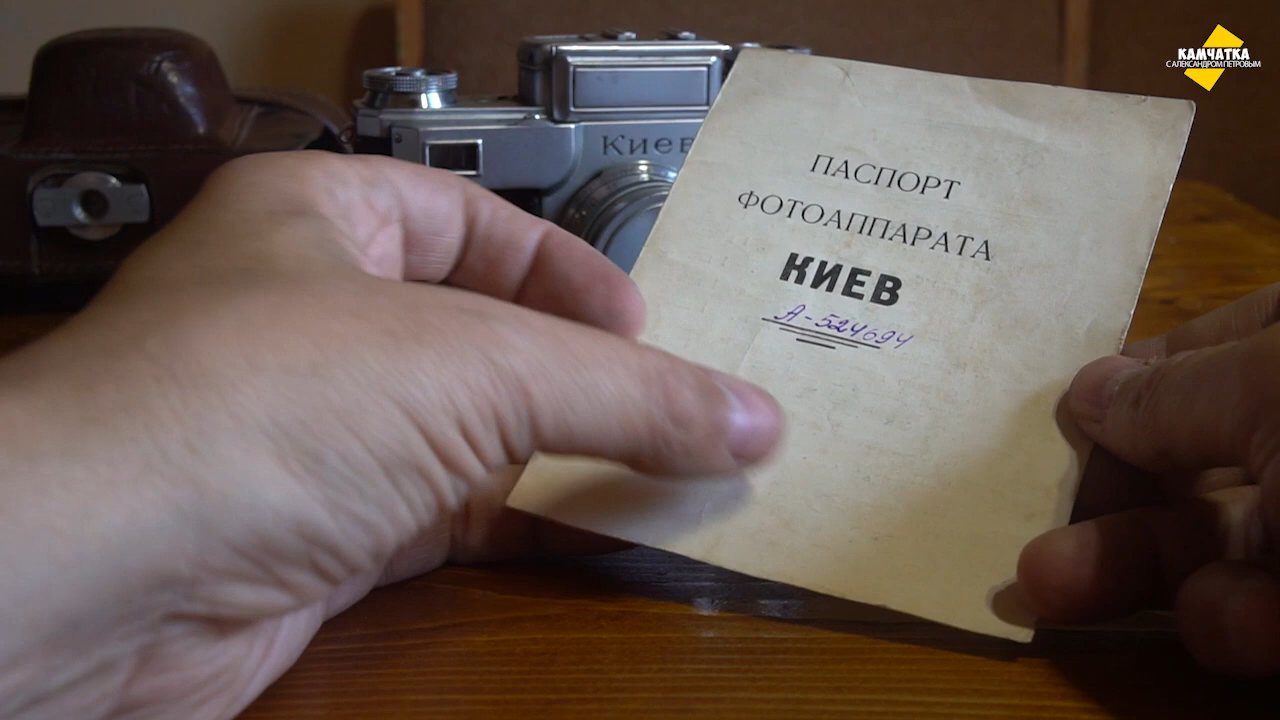 КАМЧАТКА
С АЛЕКСАНДРОМ ПЕТРОВЫМ
Киев
ПАСПОРТ
ФОТОАППАРАТА
КИЕВ
А-524694